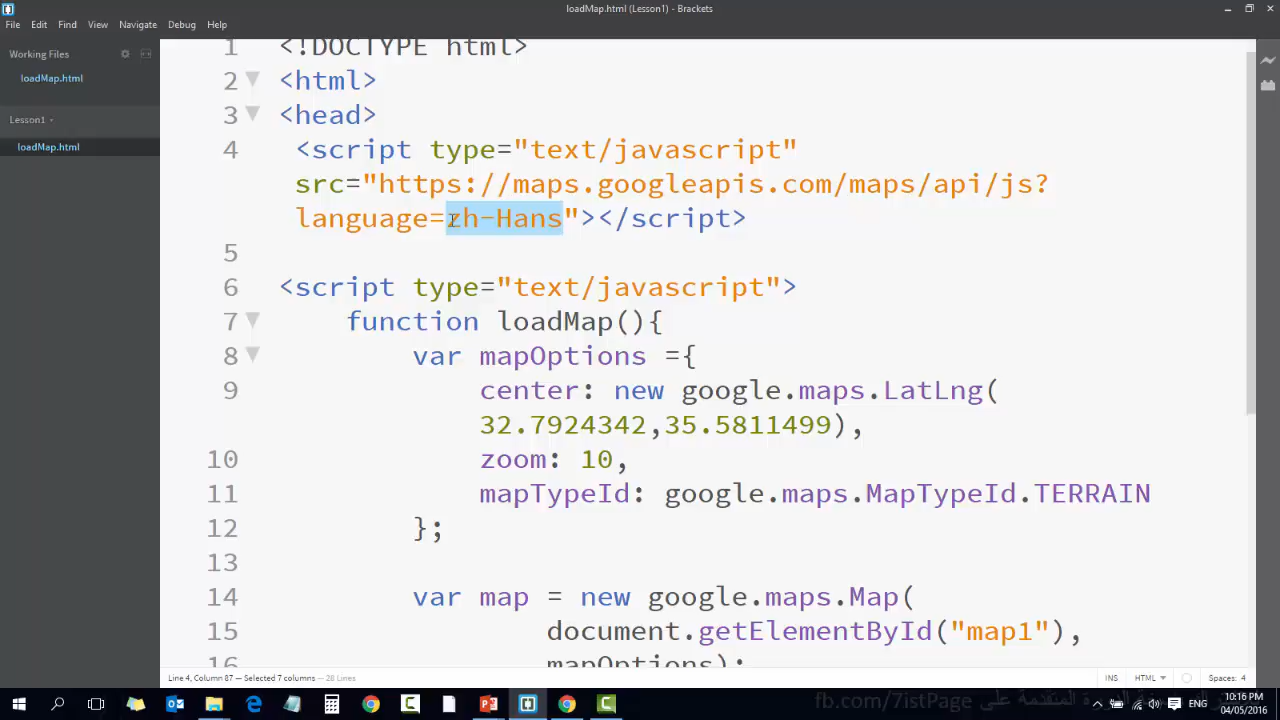 loadMap.html (Lesson1) - Brackets
File Edit Find View Navigate Debug Help
Working Files
loadMap.html
Lesson1
loadMap.html
1 <!DOCTYPE html>
2 <html>
3 <head>
4 <script type="text/javascript"
src="https://maps.googleapis.com/maps/api/js?
language=zh-Hans"></script>
5
6 <script type="text/javascript">
7 function loadMap(){
8 var mapOptions ={
9 center: new google.maps.LatLng(
32.7924342,35.5811499),
10 zoom: 10,
11 mapTypeId: google.maps.MapTypeId.TERRAIN
12 };
13
14 var map = new google.maps.Map(
15 document.getElementById("map1"),
16 mapOptions);
Line 4, Column 87 — Selected 7 columns — 28 Lines
INS HTML Spaces: 4
fb.com/7istPage على
ENG
10:16 PM
04/05/2016